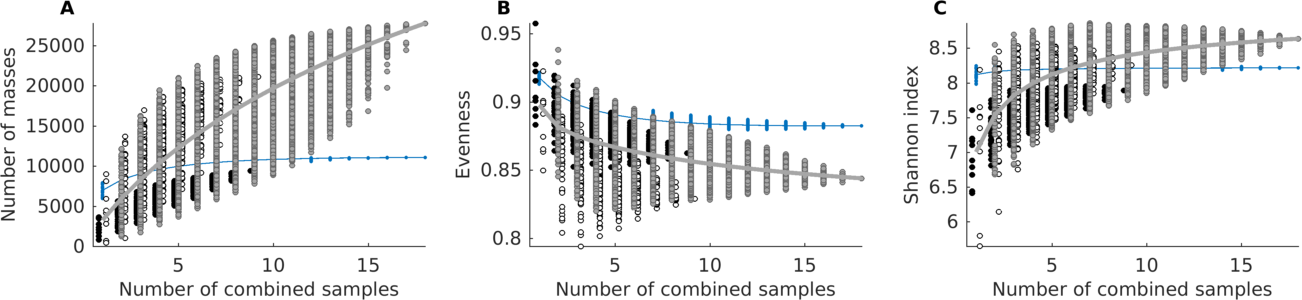 A
Number of masses
25000
20000
15000
10000
5000
0
5
10
15
Number of combined samples
B
Evenness
0.95
0.9
0.85
0.8
5
10
15
Number of combined samples
C
Shannon index
8.5
8
7.5
7
6.5
6
5
10
15
Number of combined samples